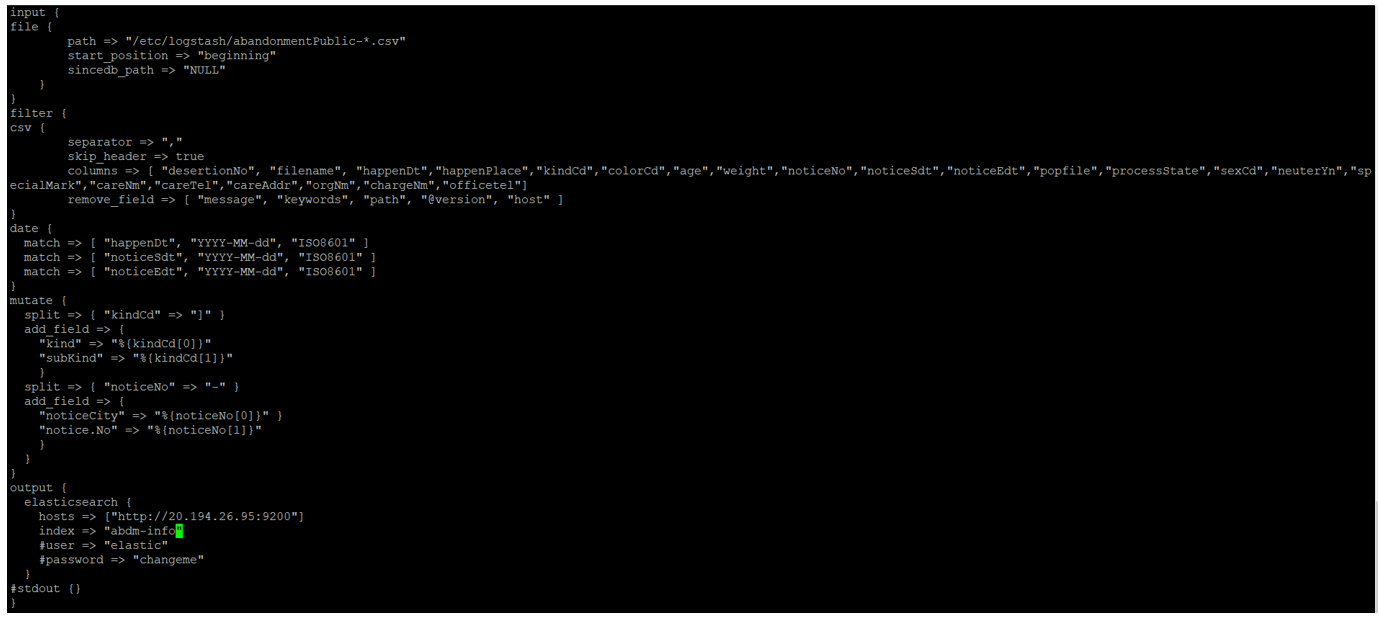 input {
file {
        path => "/etc/logstash/abandonmentPublic-*.csv"
        start_position => "beginning"
        sincedb_path => "NULL"
    }
}
filter {
csv {
        separator => ","
        skip_header => true
        columns => [ "desertionNo", "filename", "happenDt","happenPlace","kindCd","colorCd","age","weight","noticeNo","noticeSdt","noticeEdt","popfile","processState","sexCd","neuterYn","sp
ecialMark","careNm","careTel","careAddr","orgNm","chargeNm","officetel"]
        remove_field => [ "message", "keywords", "path", "@version", "host" ]
}
date {
  match => [ "happenDt", "YYYY-MM-dd", "ISO8601" ]
  match => [ "noticeSdt", "YYYY-MM-dd", "ISO8601" ]
  match => [ "noticeEdt", "YYYY-MM-dd", "ISO8601" ]
}
mutate {
  split => { "kindCd" => "]" }
  add_field => {
    "kind" => "%{kindCd[0]}"
    "subKind" => "%{kindCd[1]}"
    }
  split => { "noticeNo" => "-" }
  add_field => {
    "noticeCity" => "%{noticeNo[0]}" }
    "notice.No" => "%{noticeNo[1]}"
    }
  }
}
output {
  elasticsearch {
    hosts => ["http://20.194.26.95:9200"]
    index => "abdm-info"
    #user => "elastic"
    #password => "changeme"
  }
#stdout {}
}